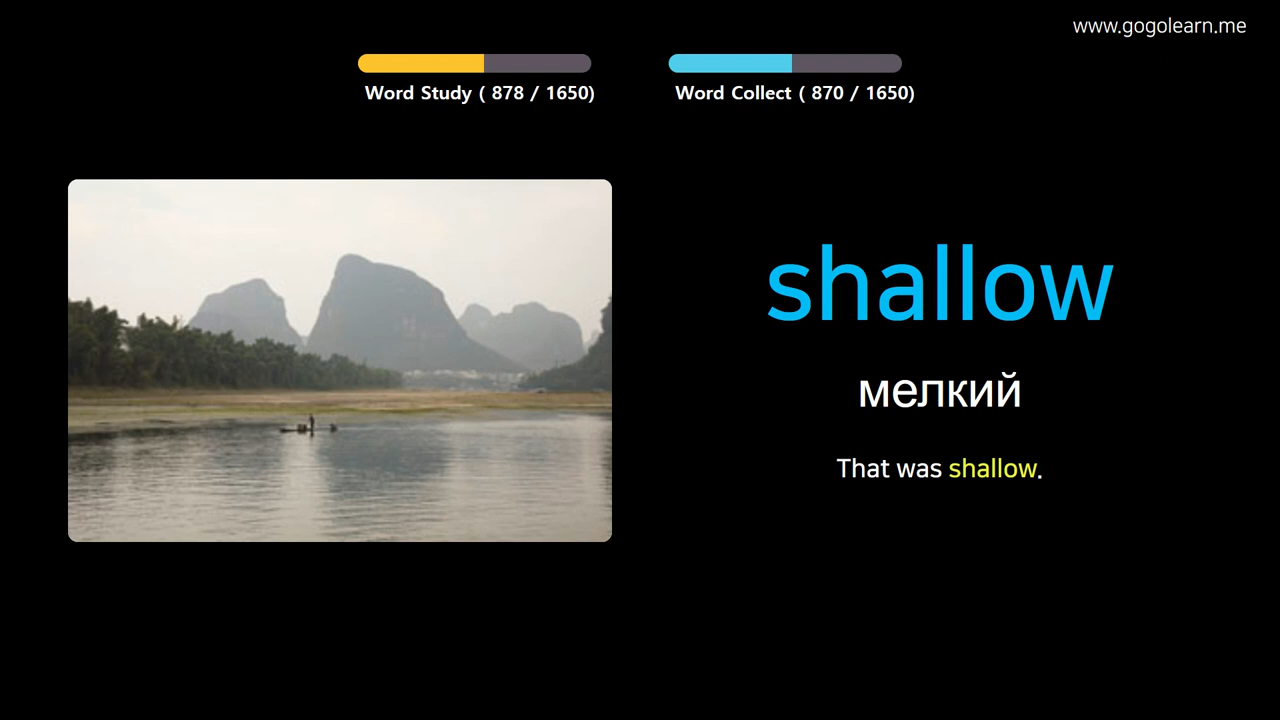 www.gogolearn.me
Word Study ( 878 / 1650)
Word Collect ( 870 / 1650)
shallow
мелкий
That was shallow.